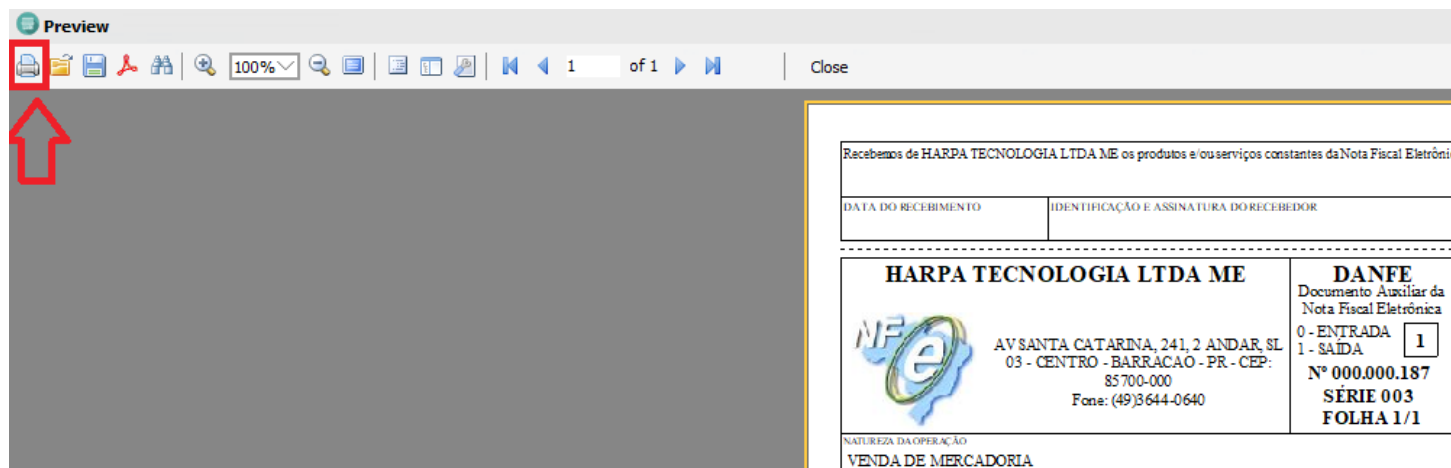 Preview
100%
1 of 1
Close
Recebemos de HARPA TECNOLOGIA LTDA ME os produtos e/ou serviços constantes da Nota Fiscal
DATA DO RECEBIMENTO
IDENTIFICAÇÃO E ASSINATURA DO RECEBEDOR
HARPA TECNOLOGIA LTDA ME
NFe
AV SANTA CATARINA, 241, 2 ANDAR, SL
03 - CENTRO - BARRACAO - PR - CEP:
85700-000
Fone: (49)3644-0640
DANFE
Documento Auxiliar da
Nota Fiscal Eletrônica
0 - ENTRADA
1 - SAÍDA
1
Nº 000.000.187
SÉRIE 003
FOLHA 1/1
NATUREZA DA OPERAÇÃO
VENDA DE MERCADORIA